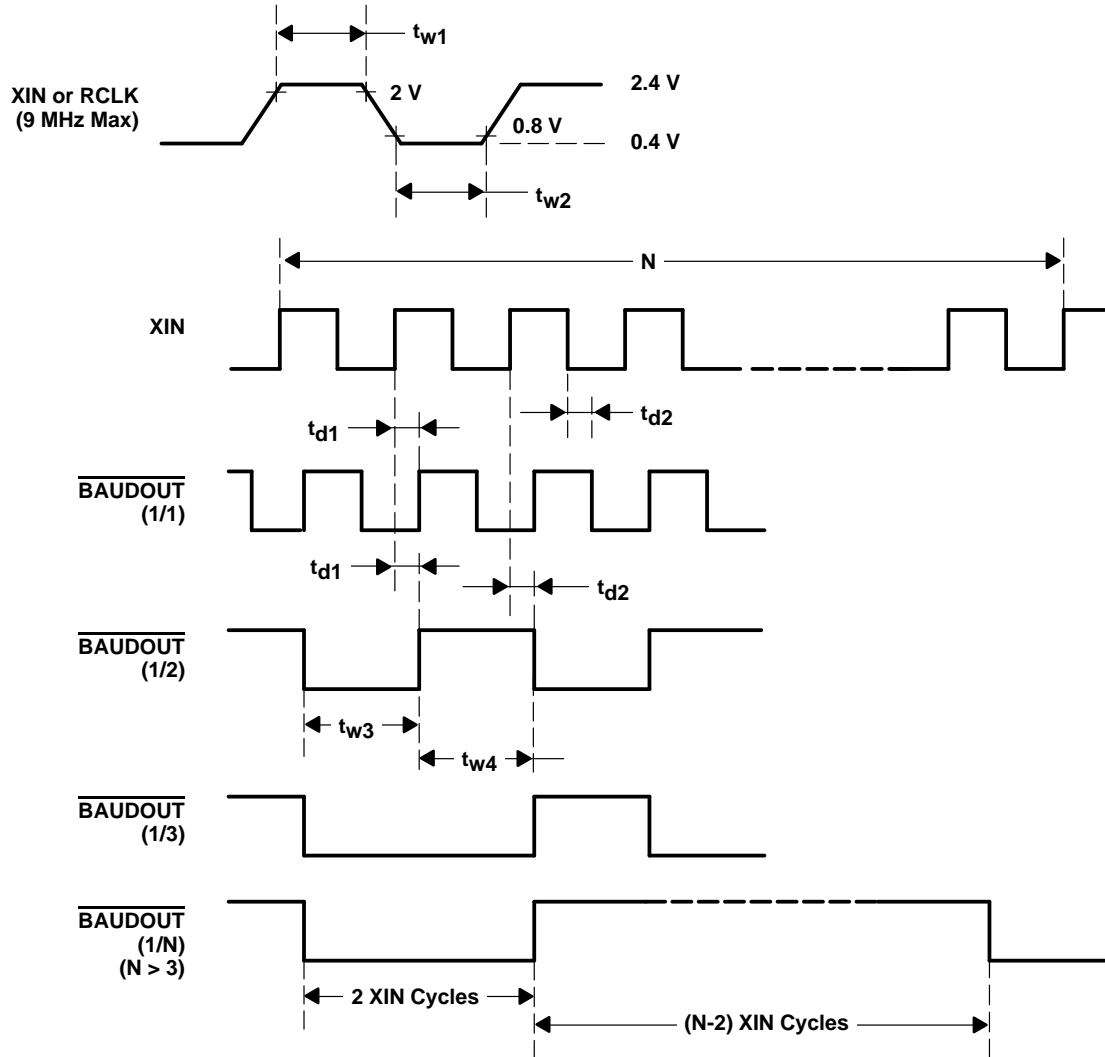 tw1
XIN or RCLK
(9 MHz Max)
2 V
2.4 V
0.8 V
0.4 V
tw2
N
XIN
td1
td2
BAUDOUT
(1/1)
td1
td2
BAUDOUT
(1/2)
tw3
tw4
BAUDOUT
(1/3)
BAUDOUT
(1/N)
(N > 3)
2 XIN Cycles
(N-2) XIN Cycles